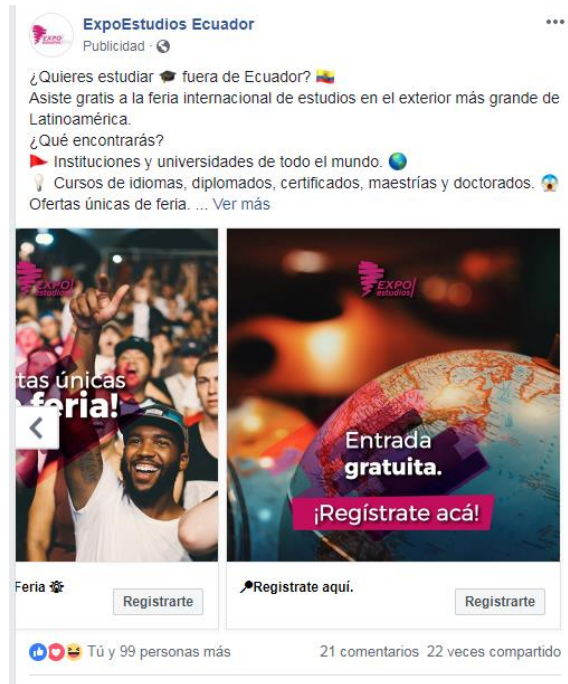 ExpoEstudios Ecuador
Publicidad ·
¿Quieres estudiar 🎓 fuera de Ecuador? 🇪🇨
Asiste gratis a la feria internacional de estudios en el exterior más grande de
Latinoamérica.
¿Qué encontrarás?
🚩 Instituciones y universidades de todo el mundo. 🌎
💡 Cursos de idiomas, diplomados, certificados, maestrías y doctorados. 😱
Ofertas únicas de feria. ... Ver más
EXPO
estudios
tas únicas
feria!
EXPO
estudios
Entrada
gratuita.
¡Regístrate acá!
Feria
Registrarte
Registrate aquí.
Registrarte
Tú y 99 personas más
21 comentarios 22 veces compartido